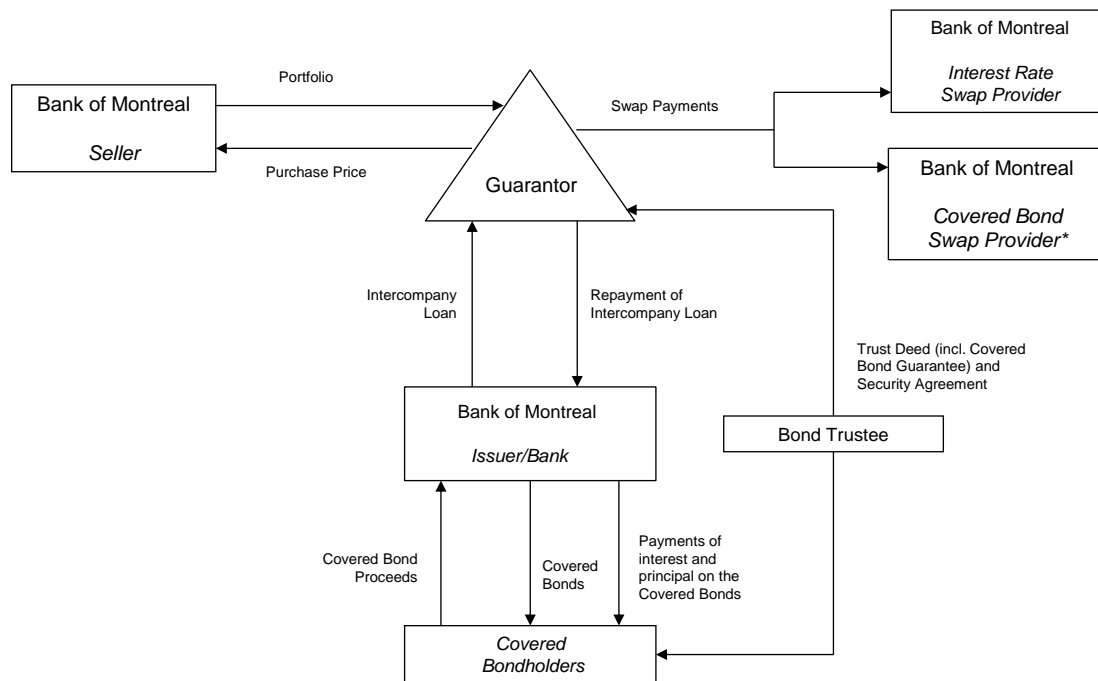 Bank of Montreal
Interest Rate
Swap Provider
Portfolio
Bank of Montreal
Seller
Swap Payments
Purchase Price
Guarantor
Bank of Montreal
Covered Bond
Swap Provider*
Intercompany
Loan
Repayment of
Intercompany Loan
Trust Deed (incl. Covered
Bond Guarantee) and
Security Agreement
Bank of Montreal
Issuer/Bank
Bond Trustee
Covered Bond
Proceeds
Covered
Bonds
Payments of
interest and
principal on the
Covered Bonds
Covered
Bondholders